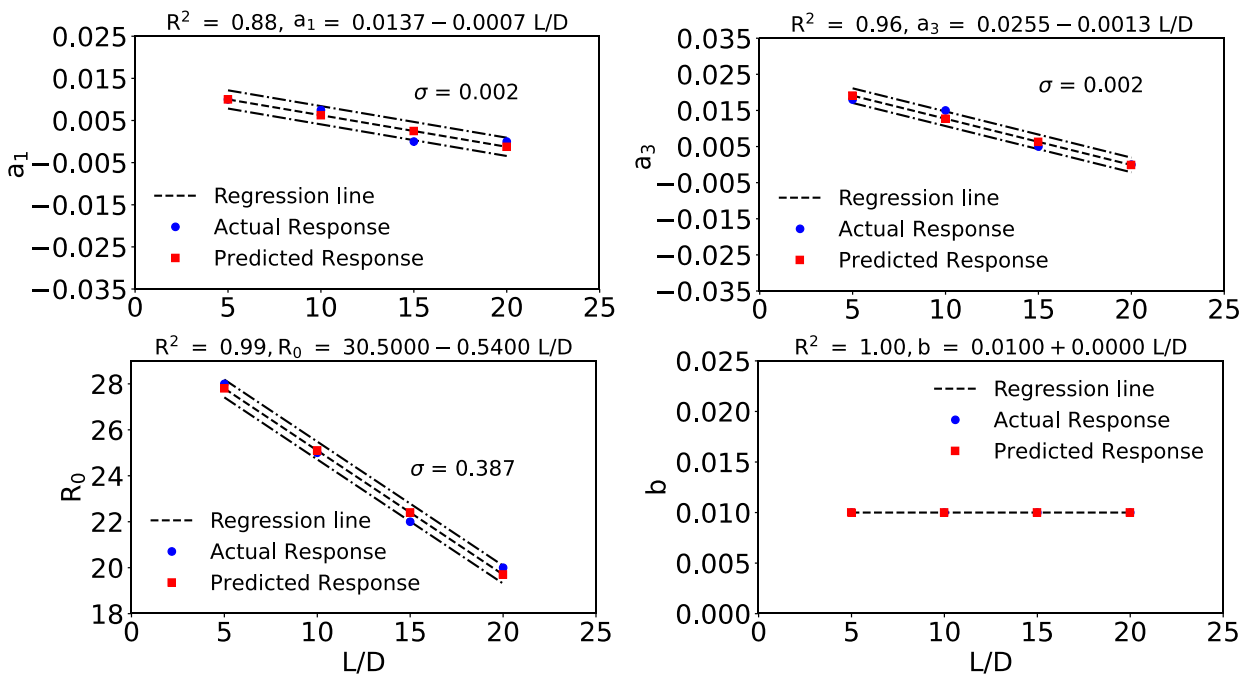 R² = 0.88, a₁ = 0.0137 − 0.0007 L/D
0.025
0.015
0.005
−0.005
−0.015
−0.025
−0.035
a₁
σ = 0.002
Regression line
Actual Response
Predicted Response
0 5 10 15 20 25
R² = 0.96, a₃ = 0.0255 − 0.0013 L/D
0.035
0.025
0.015
0.005
−0.005
−0.015
−0.025
−0.035
a₃
σ = 0.002
Regression line
Actual Response
Predicted Response
0 5 10 15 20 25
R² = 0.99, R₀ = 30.5000 − 0.5400 L/D
28
26
24
22
20
18
R₀
σ = 0.387
Regression line
Actual Response
Predicted Response
0 5 10 15 20 25
L/D
R² = 1.00, b = 0.0100 + 0.0000 L/D
0.025
0.020
0.015
0.010
0.005
0.000
b
Regression line
Actual Response
Predicted Response
0 5 10 15 20 25
L/D